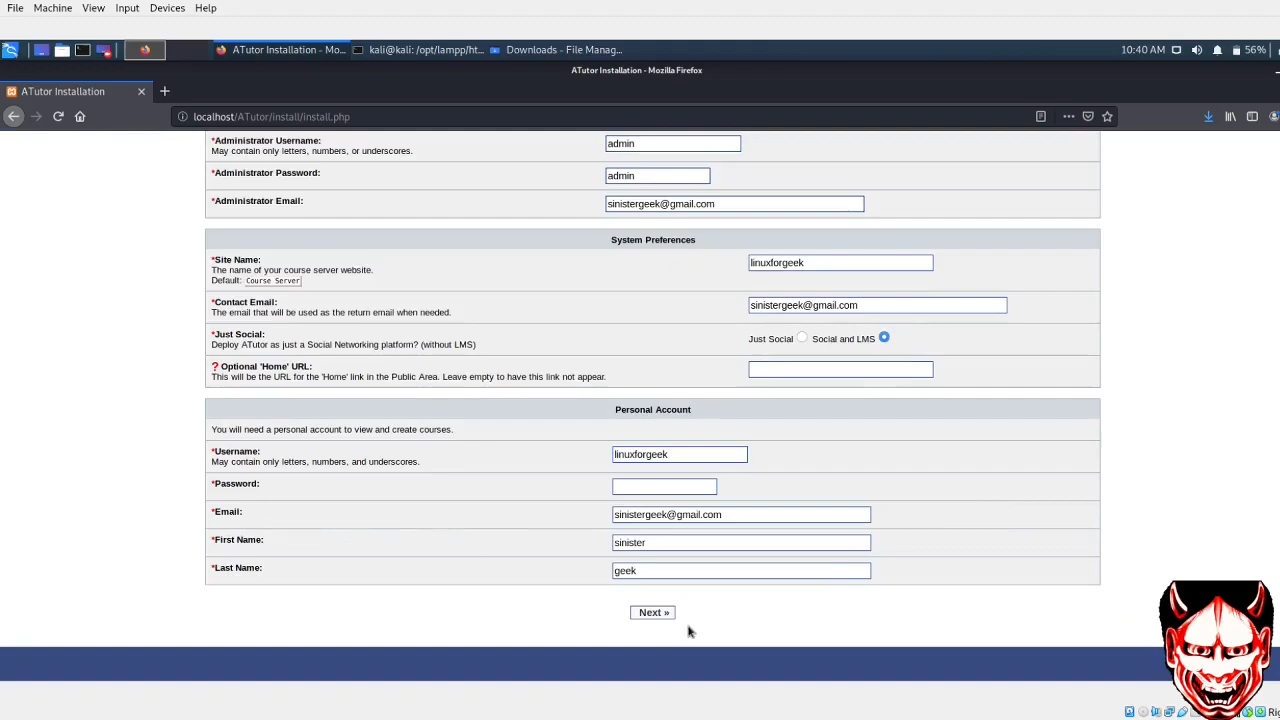 File Machine View Input Devices Help
ATutor Installation - Mo... kali@kali: /opt/lampp/ht... Downloads - File Manag... 10:40 AM 56%
ATutor Installation - Mozilla Firefox
ATutor Installation
localhost/ATutor/install/install.php
*Administrator Username: admin
May contain only letters, numbers, or underscores.
*Administrator Password: admin
*Administrator Email: sinistergeek@gmail.com
System Preferences
*Site Name: linuxforgeek
The name of your course server website.
Default: Course Server
*Contact Email: sinistergeek@gmail.com
The email that will be used as the return email when needed.
*Just Social: Just Social Social and LMS
Deploy ATutor as just a Social Networking platform? (without LMS)
? Optional 'Home' URL:
This will be the URL for the 'Home' link in the Public Area. Leave empty to have this link not appear.
Personal Account
You will need a personal account to view and create courses.
*Username: linuxforgeek
May contain only letters, numbers, and underscores.
*Password:
*Email: sinistergeek@gmail.com
*First Name: sinister
*Last Name: geek
Next »